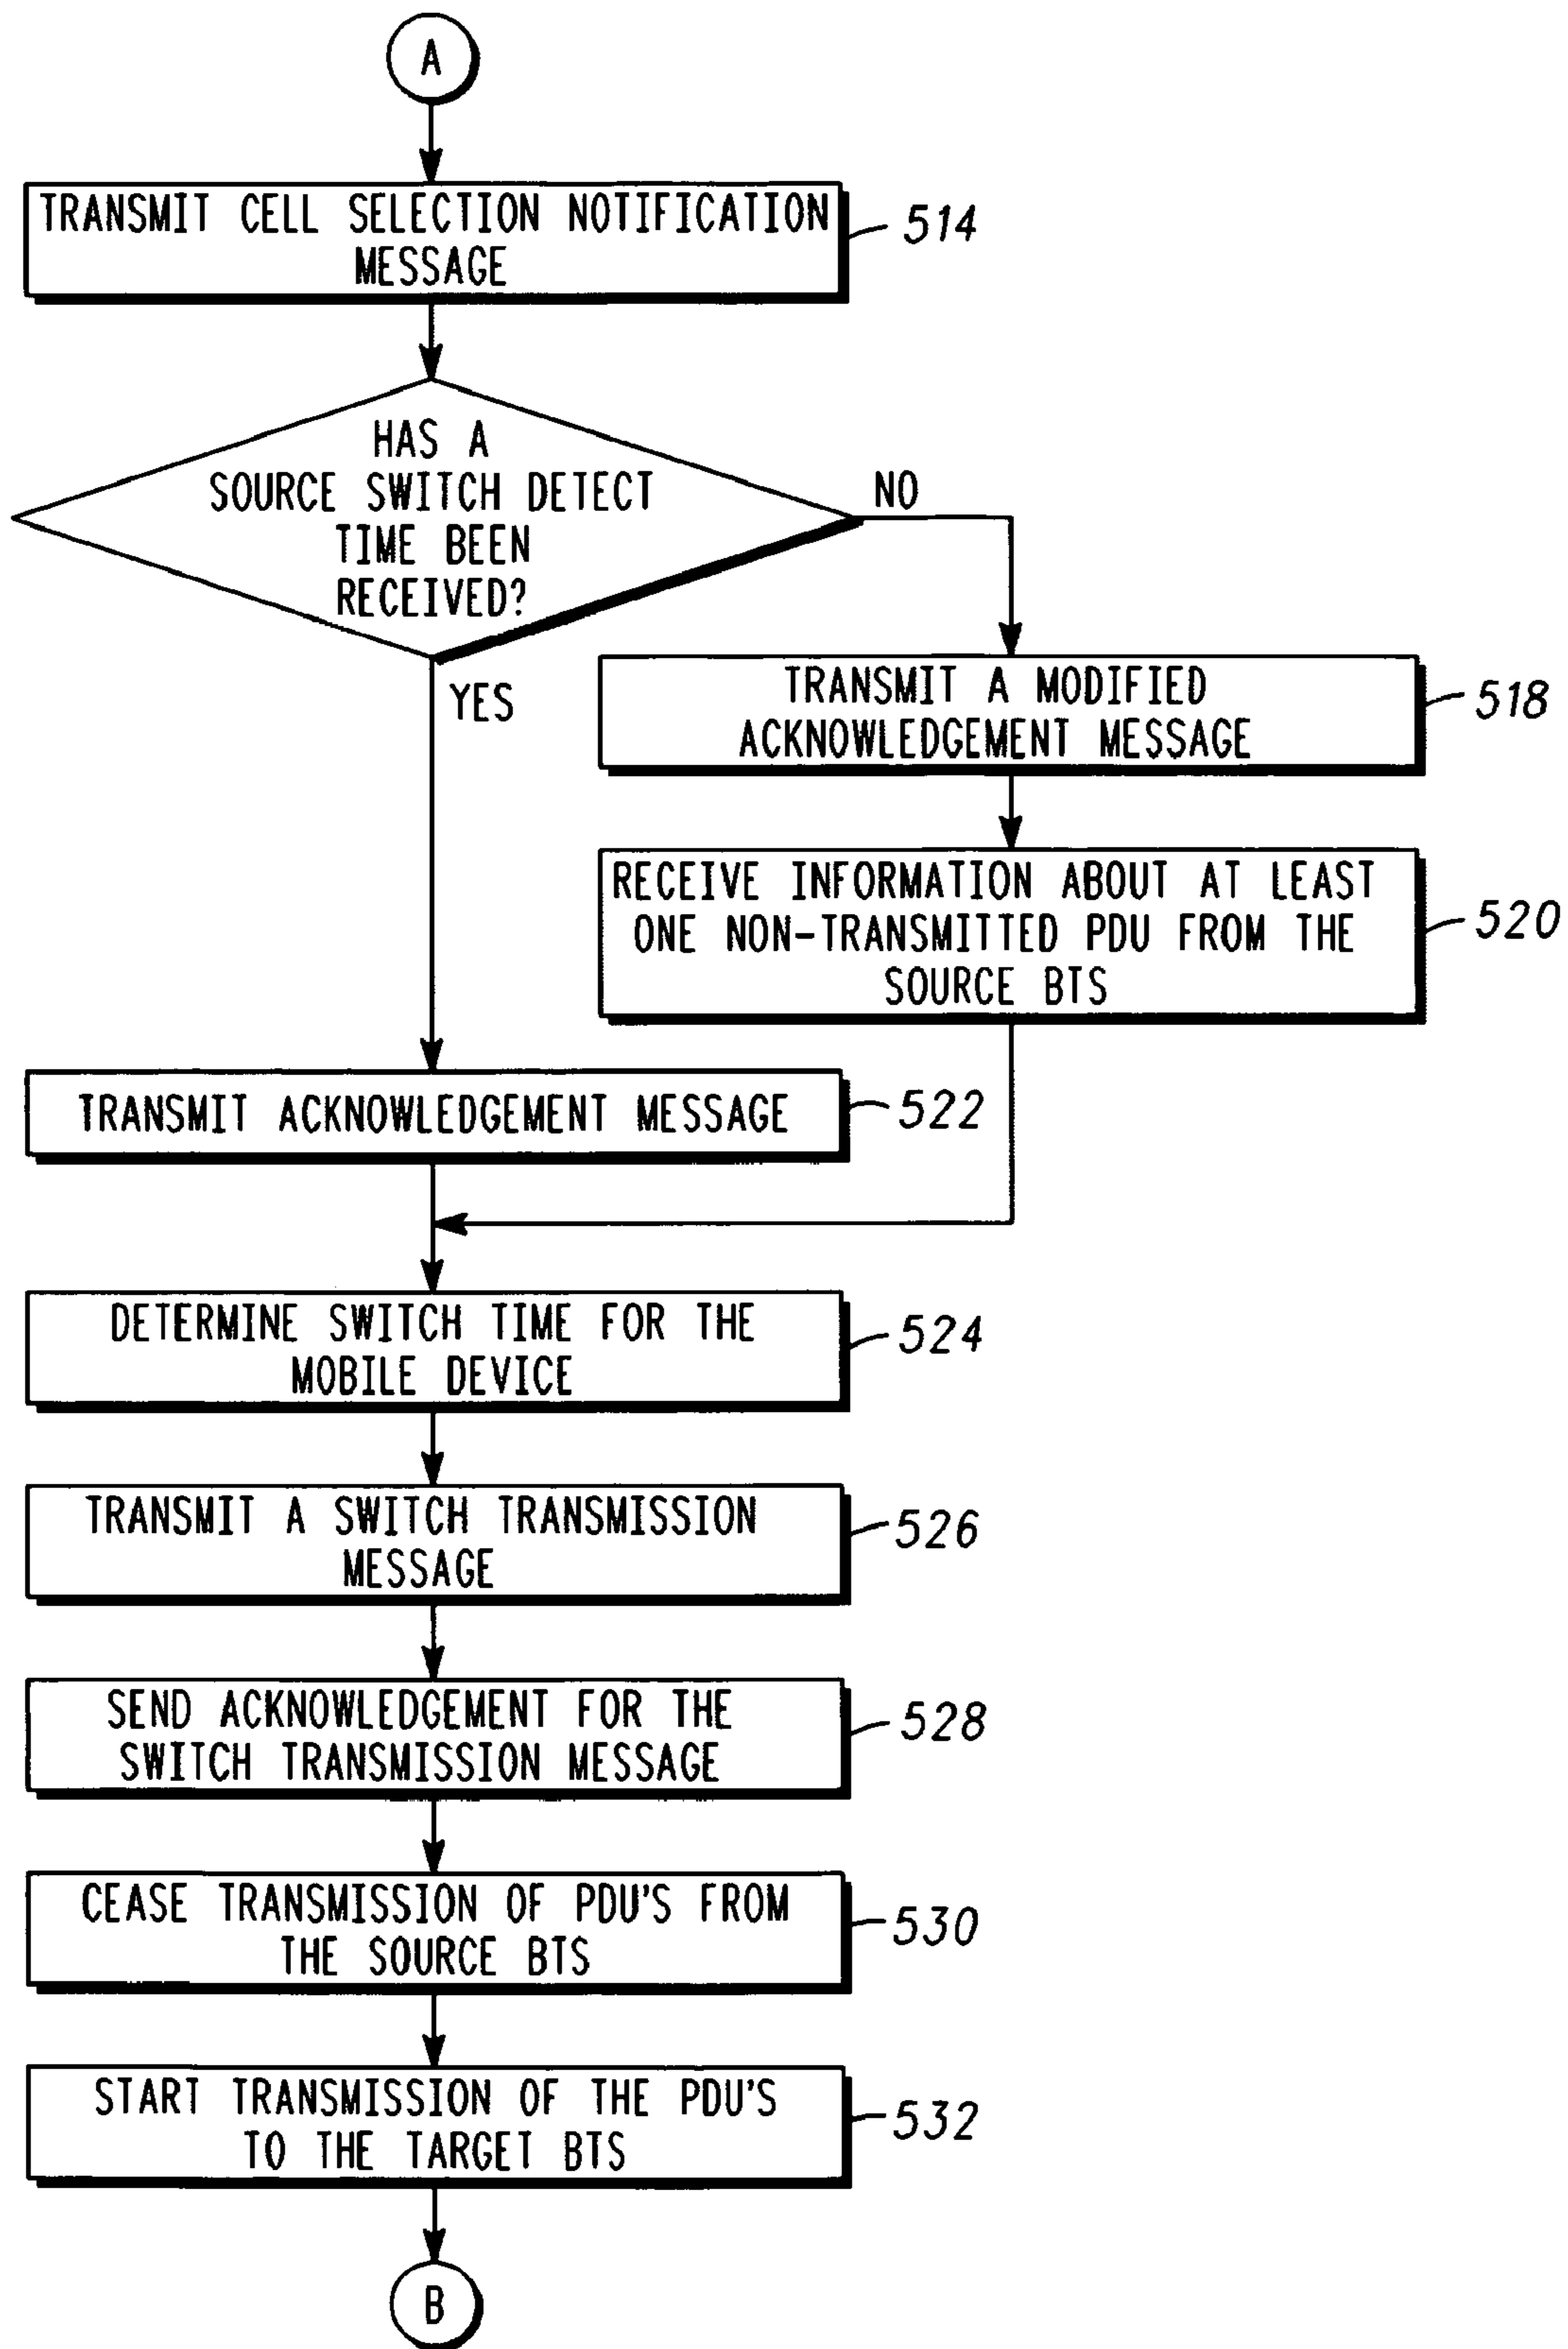 A
TRANSMIT CELL SELECTION NOTIFICATION
MESSAGE
514
HAS A
SOURCE SWITCH DETECT
TIME BEEN
RECEIVED?
NO
YES
TRANSMIT A MODIFIED
ACKNOWLEDGEMENT MESSAGE
518
RECEIVE INFORMATION ABOUT AT LEAST
ONE NON-TRANSMITTED PDU FROM THE
SOURCE BTS
520
TRANSMIT ACKNOWLEDGEMENT MESSAGE
522
DETERMINE SWITCH TIME FOR THE
MOBILE DEVICE
524
TRANSMIT A SWITCH TRANSMISSION
MESSAGE
526
SEND ACKNOWLEDGEMENT FOR THE
SWITCH TRANSMISSION MESSAGE
528
CEASE TRANSMISSION OF PDU'S FROM
THE SOURCE BTS
530
START TRANSMISSION OF THE PDU'S
TO THE TARGET BTS
532
B